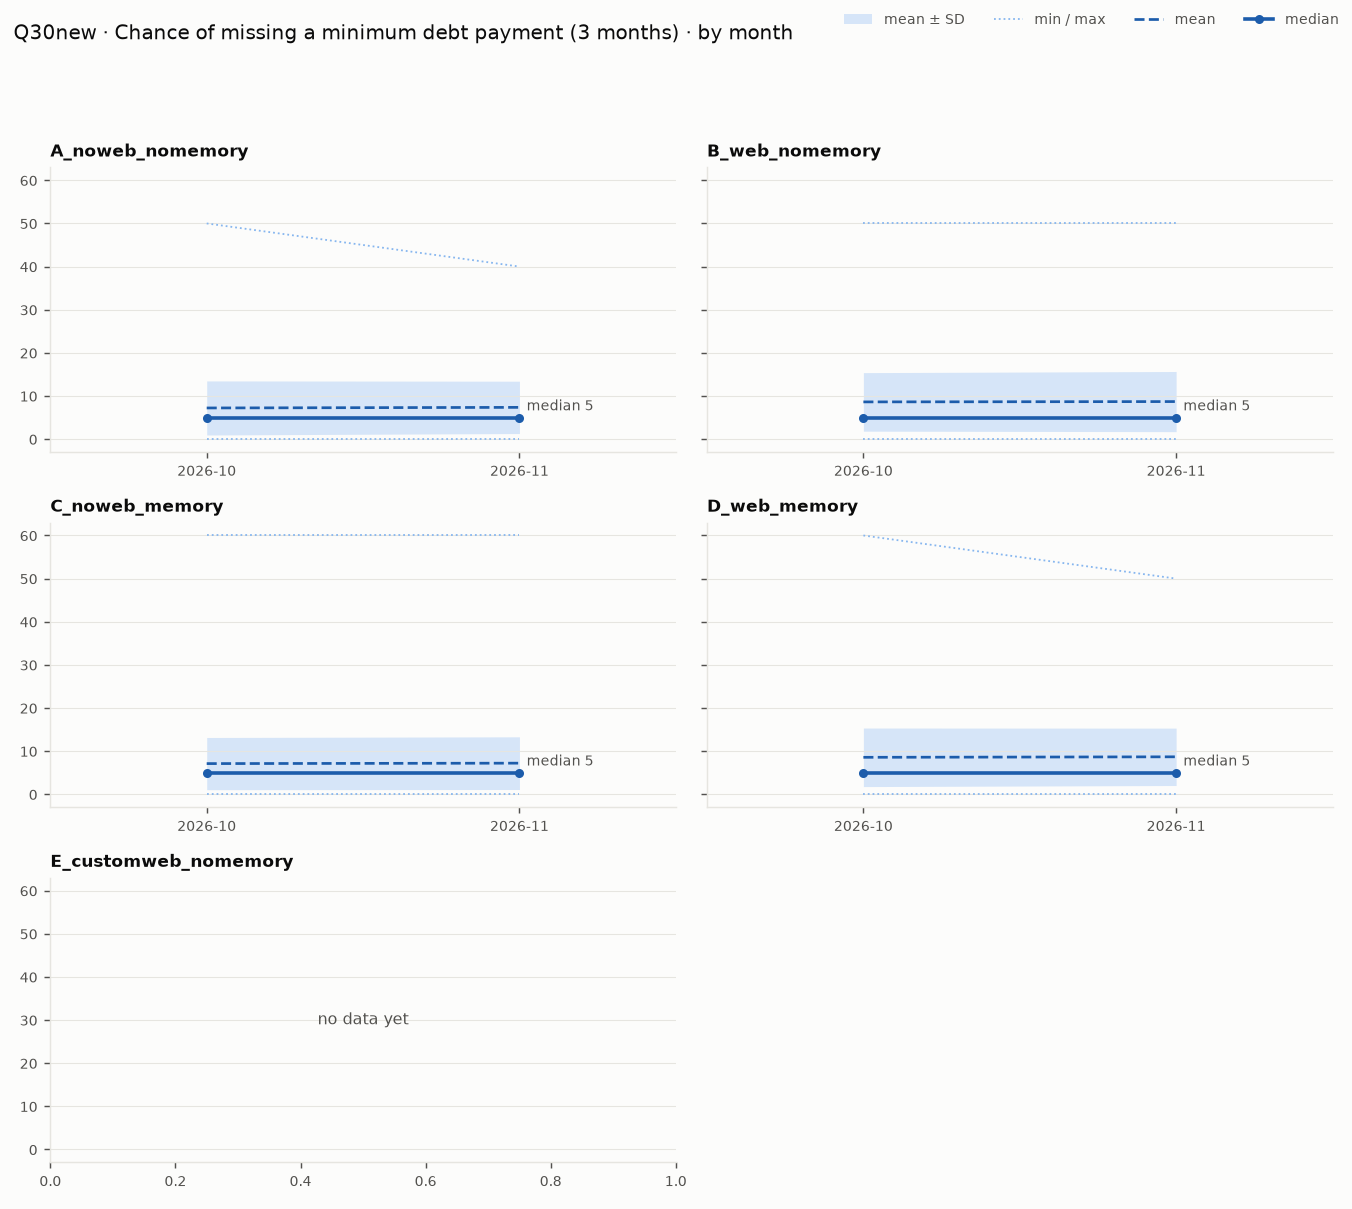 Q30new · Chance of missing a minimum debt payment (3 months) · by month
mean ± SD
min / max
mean
median
A_noweb_nomemory
60
50
40
30
20
10
0
median 5
2026-10
2026-11
B_web_nomemory
median 5
2026-10
2026-11
C_noweb_memory
60
50
40
30
20
10
0
median 5
2026-10
2026-11
D_web_memory
median 5
2026-10
2026-11
E_customweb_nomemory
60
50
40
30
20
10
0
no data yet
0.0
0.2
0.4
0.6
0.8
1.0